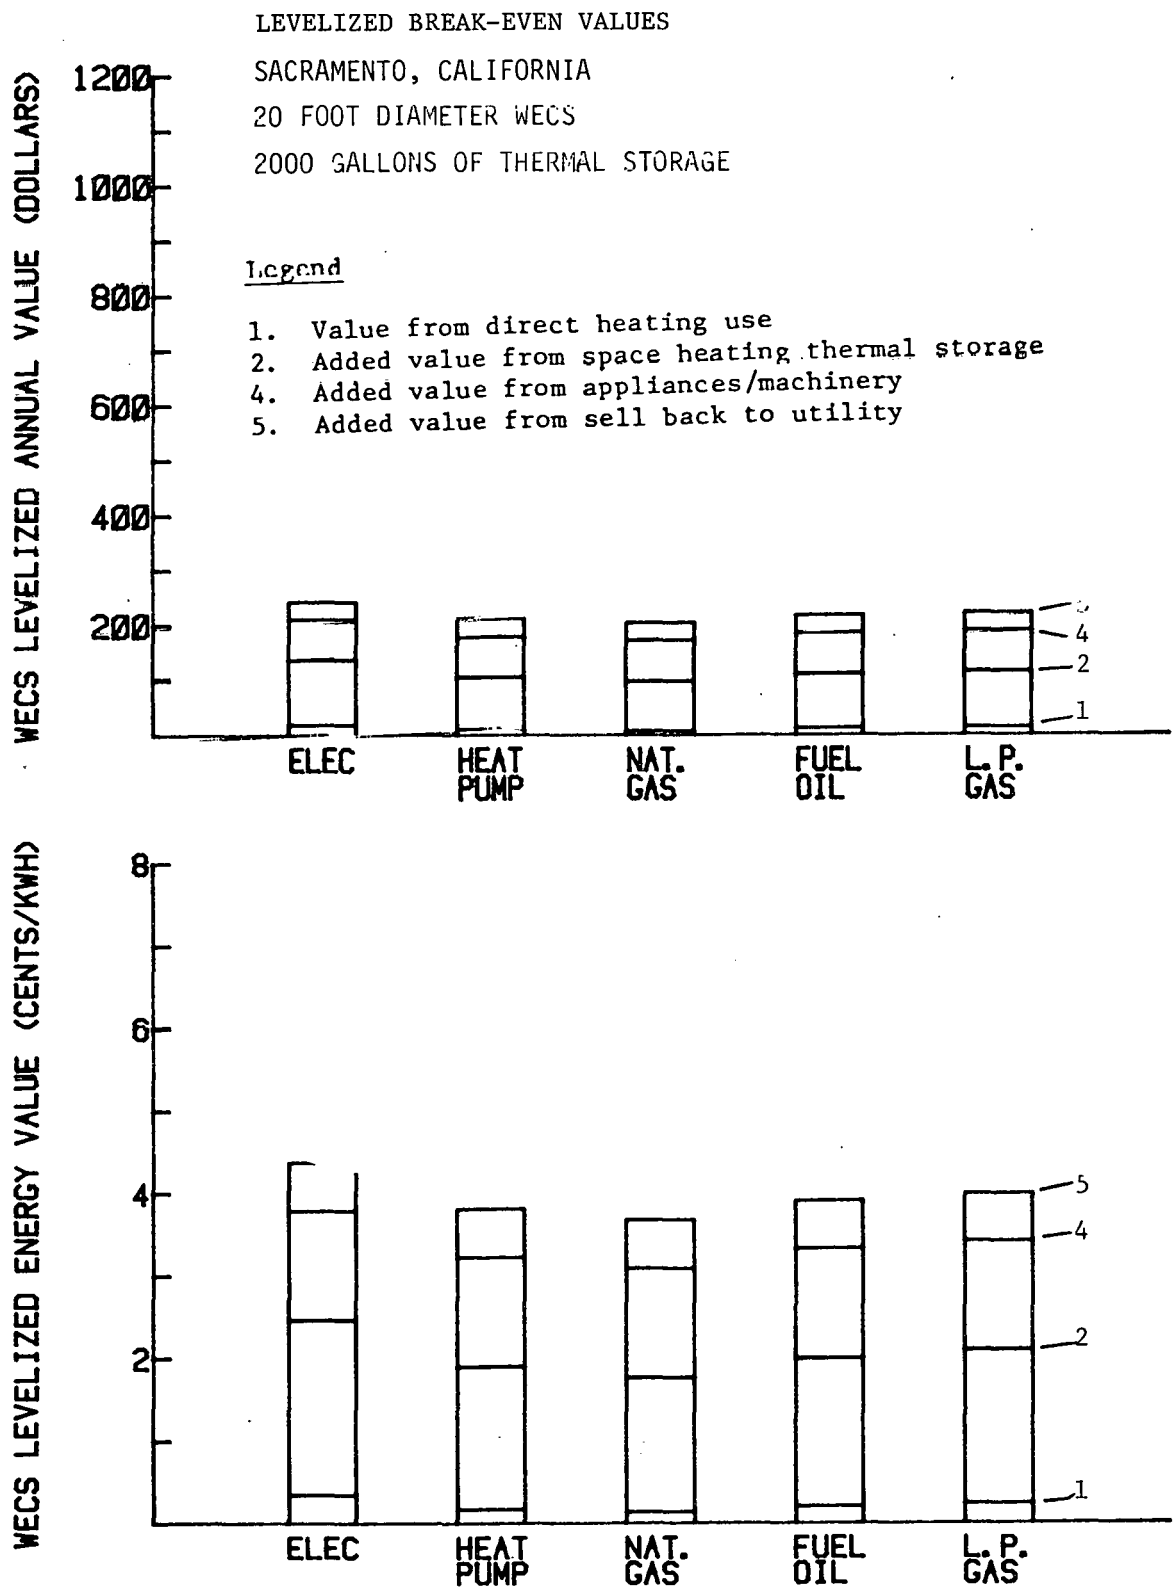 LEVELIZED BREAK-EVEN VALUES
SACRAMENTO, CALIFORNIA
20 FOOT DIAMETER WECS
2000 GALLONS OF THERMAL STORAGE
WECS LEVELIZED ANNUAL VALUE (DOLLARS)
1200
1000
800
600
400
200
Legend
1. Value from direct heating use
2. Added value from space heating thermal storage
4. Added value from appliances/machinery
5. Added value from sell back to utility
4
2
1
ELEC
HEAT PUMP
NAT. GAS
FUEL OIL
L.P. GAS
WECS LEVELIZED ENERGY VALUE (CENTS/KWH)
8
6
4
2
5
4
2
1
ELEC
HEAT PUMP
NAT. GAS
FUEL OIL
L.P. GAS